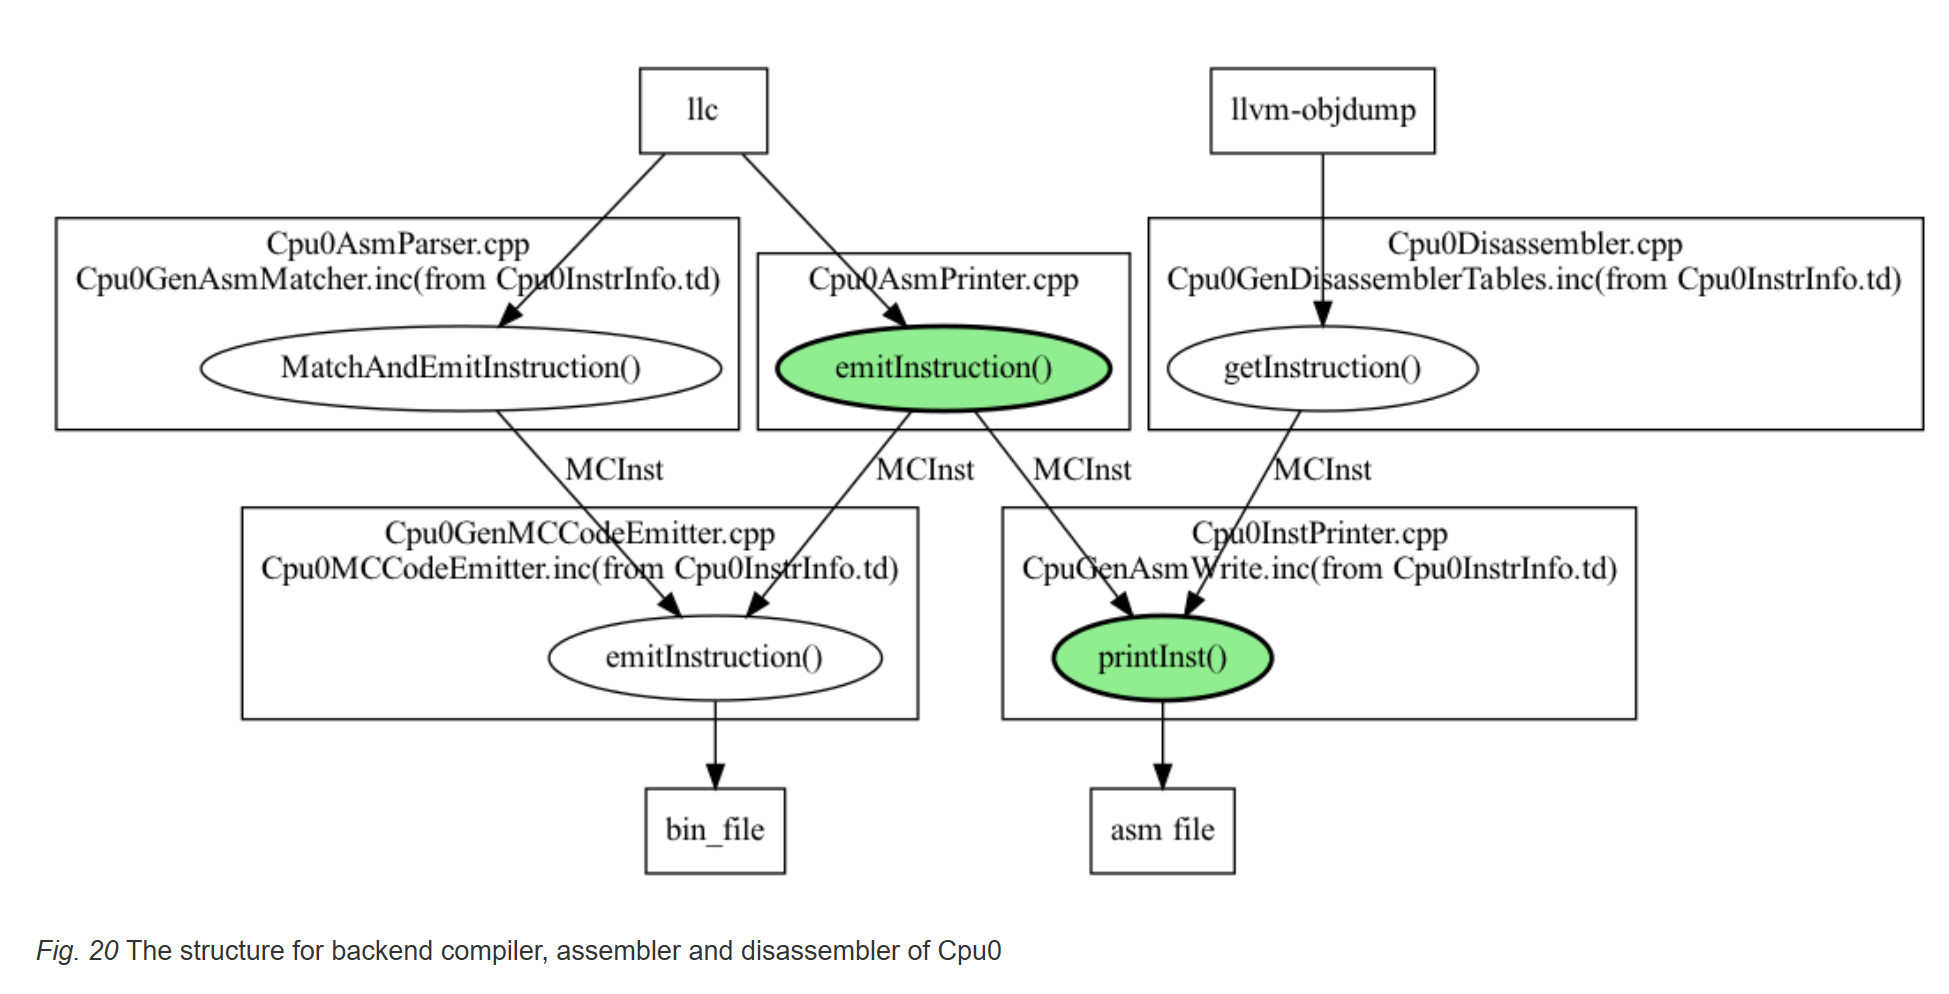 llc
llvm-objdump
Cpu0AsmParser.cpp
Cpu0GenAsmMatcher.inc(from Cpu0InstrInfo.td)
MatchAndEmitInstruction()
Cpu0AsmPrinter.cpp
emitInstruction()
Cpu0Disassembler.cpp
Cpu0GenDisassemblerTables.inc(from Cpu0InstrInfo.td)
getInstruction()
MCInst
MCInst
MCInst
MCInst
Cpu0GenMCCodeEmitter.cpp
Cpu0MCCodeEmitter.inc(from Cpu0InstrInfo.td)
emitInstruction()
Cpu0InstPrinter.cpp
CpuGenAsmWrite.inc(from Cpu0InstrInfo.td)
printInst()
bin_file
asm file
Fig. 20 The structure for backend compiler, assembler and disassembler of Cpu0